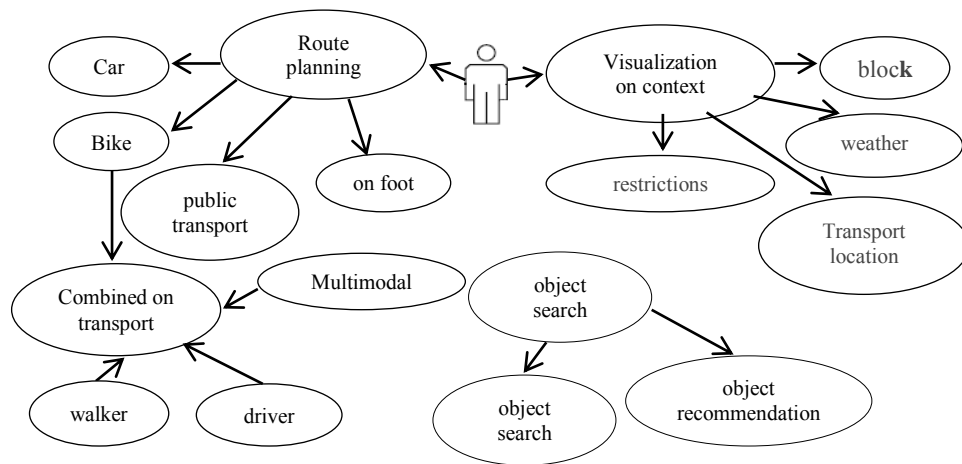 Route
planning
Car
Visualization
on context
block
Bike
weather
on foot
restrictions
public
transport
Transport
location
Multimodal
Combined on
transport
object
search
object
recommendation
walker
driver
object
search